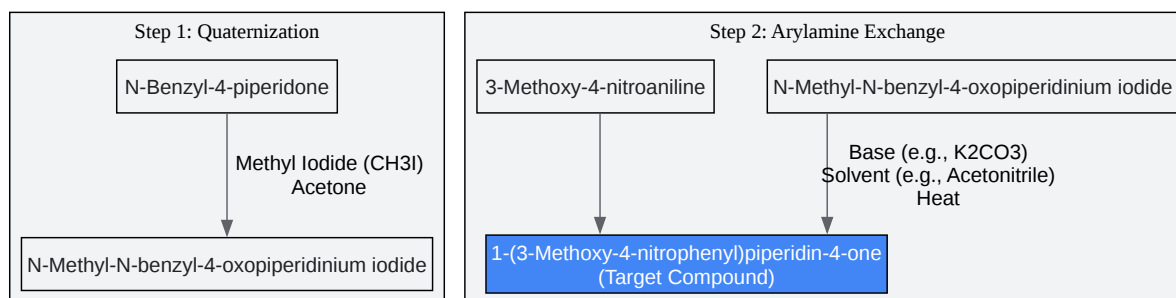 Step 1: Quaternization
N-Benzyl-4-piperidone
Methyl Iodide (CH3I)
Acetone
N-Methyl-N-benzyl-4-oxopiperidinium iodide
Step 2: Arylamine Exchange
3-Methoxy-4-nitroaniline
N-Methyl-N-benzyl-4-oxopiperidinium iodide
Base (e.g., K2CO3)
Solvent (e.g., Acetonitrile)
Heat
1-(3-Methoxy-4-nitrophenyl)piperidin-4-one
(Target Compound)